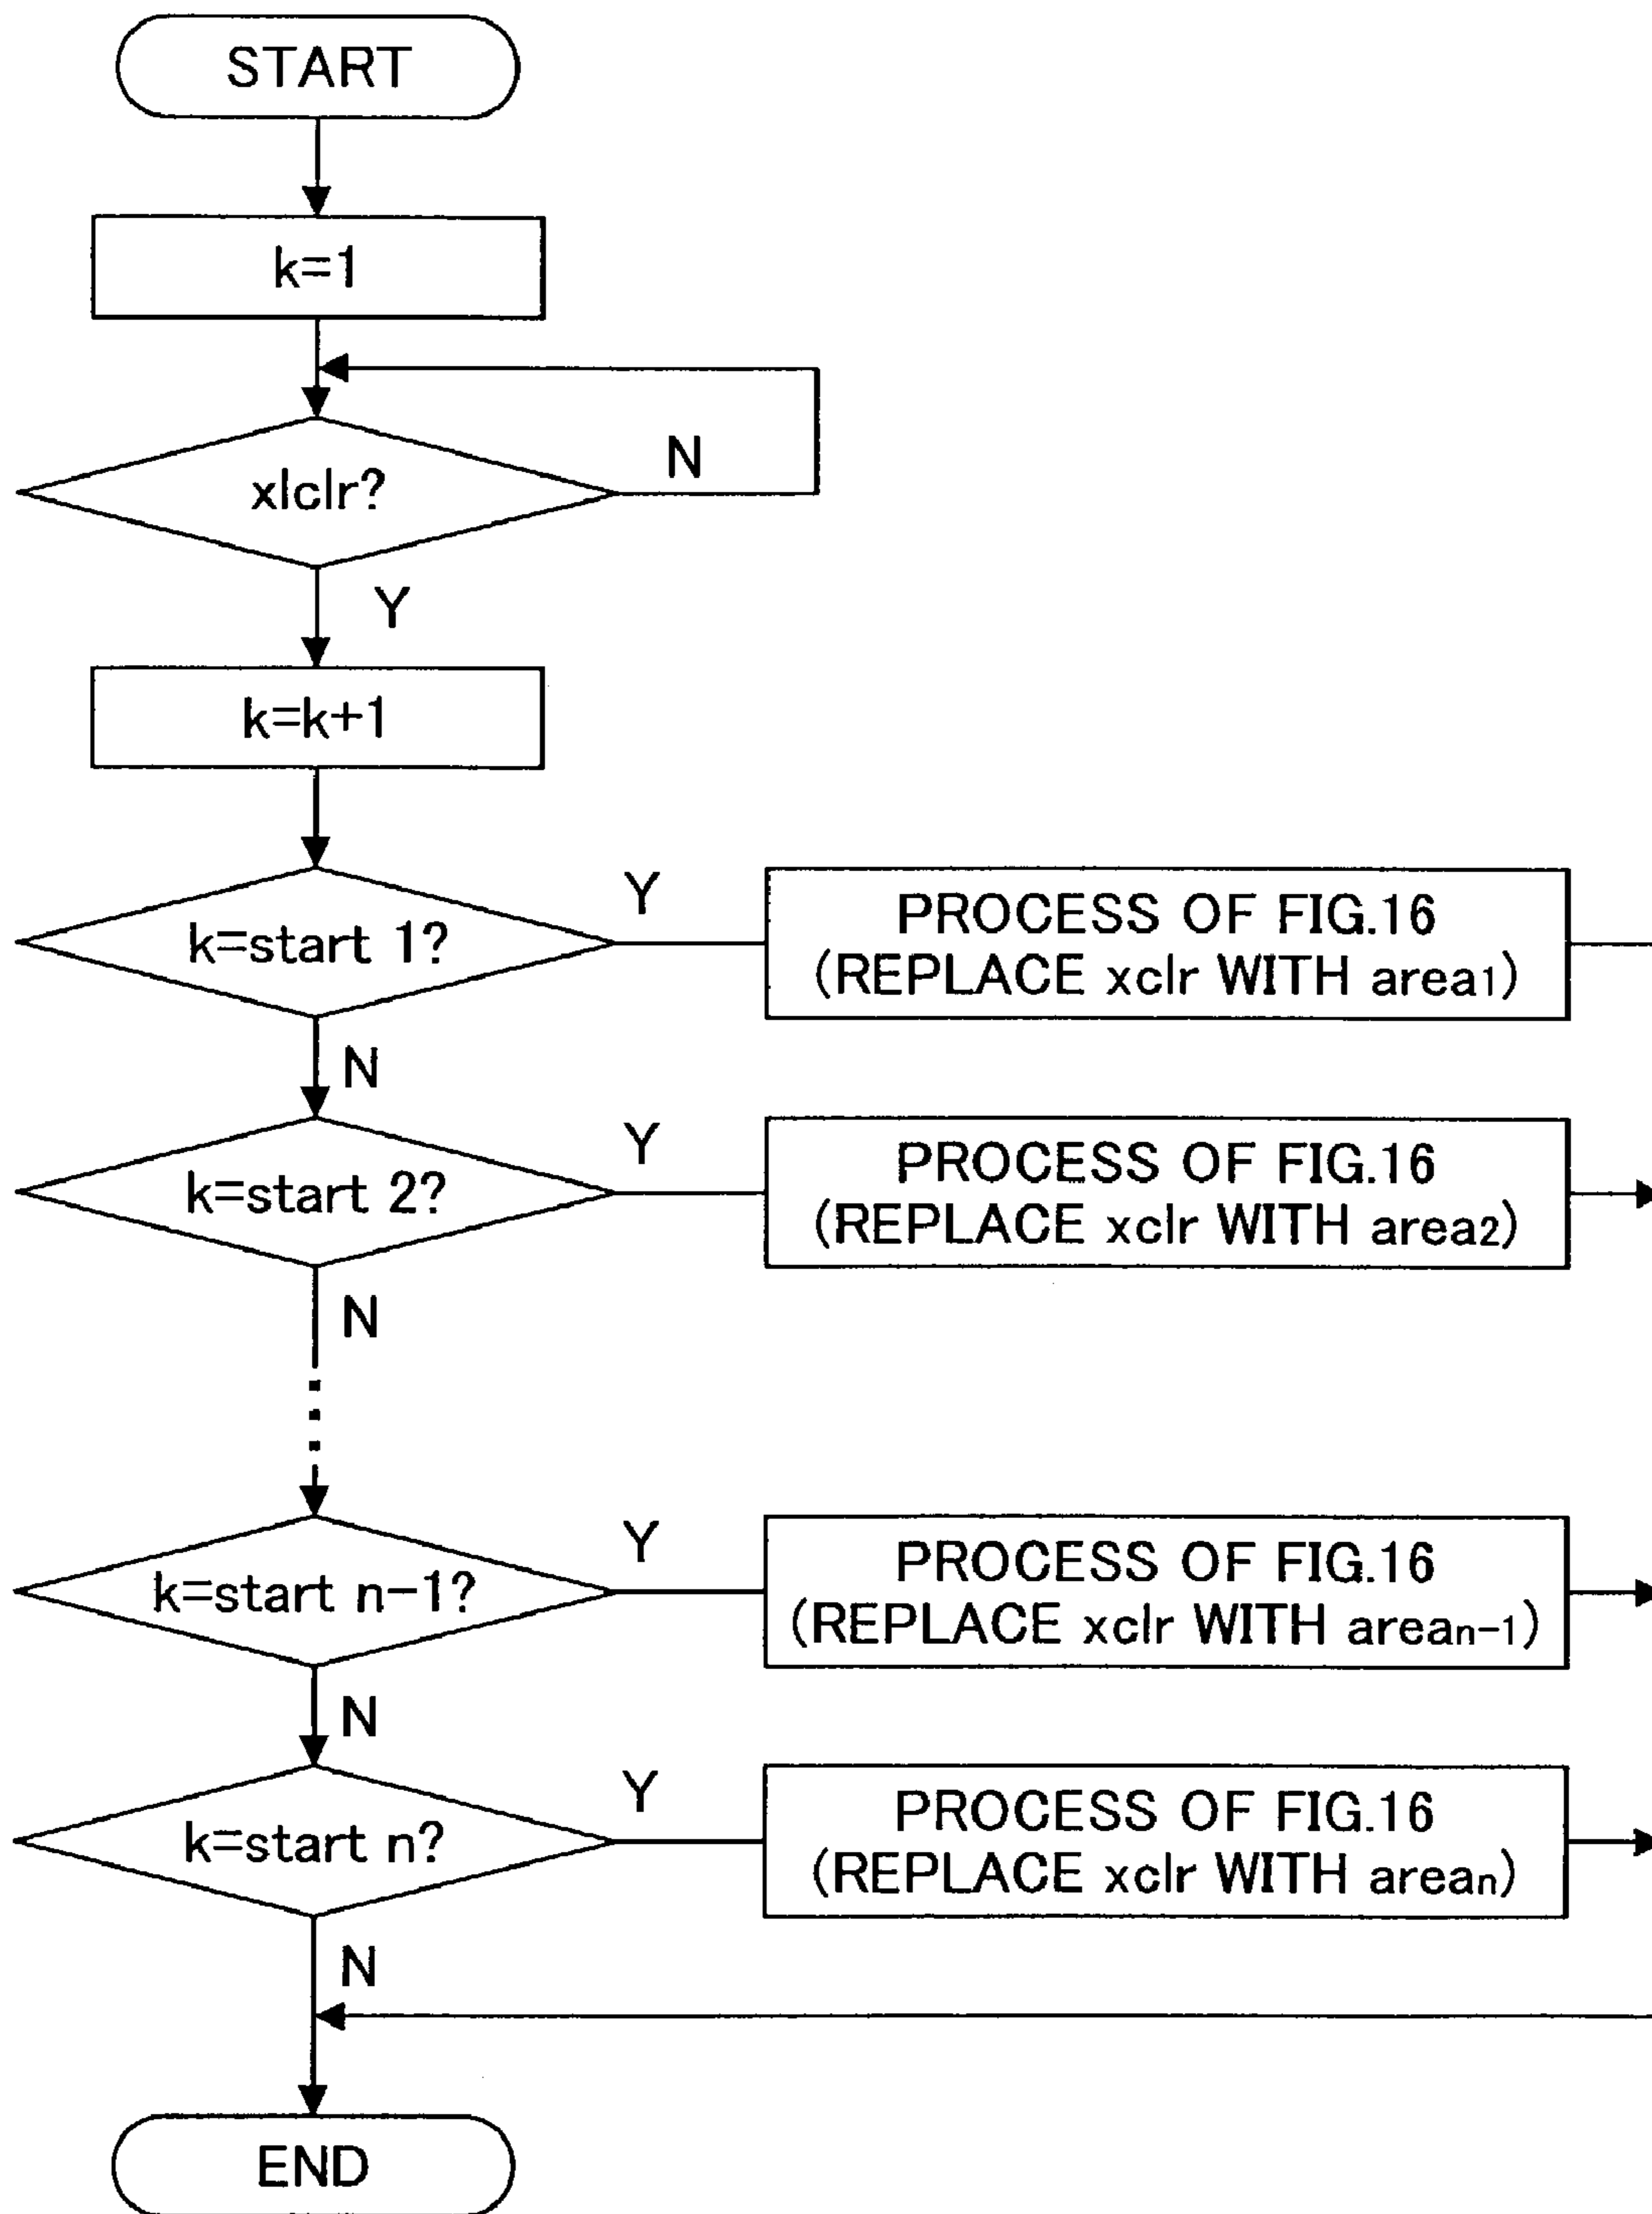 START
k=1
xlclr?
N
Y
k=k+1
k=start 1?
Y
PROCESS OF FIG.16
(REPLACE xclr WITH area1)
N
k=start 2?
Y
PROCESS OF FIG.16
(REPLACE xclr WITH area2)
N
k=start n-1?
Y
PROCESS OF FIG.16
(REPLACE xclr WITH arean-1)
N
k=start n?
Y
PROCESS OF FIG.16
(REPLACE xclr WITH arean)
N
END